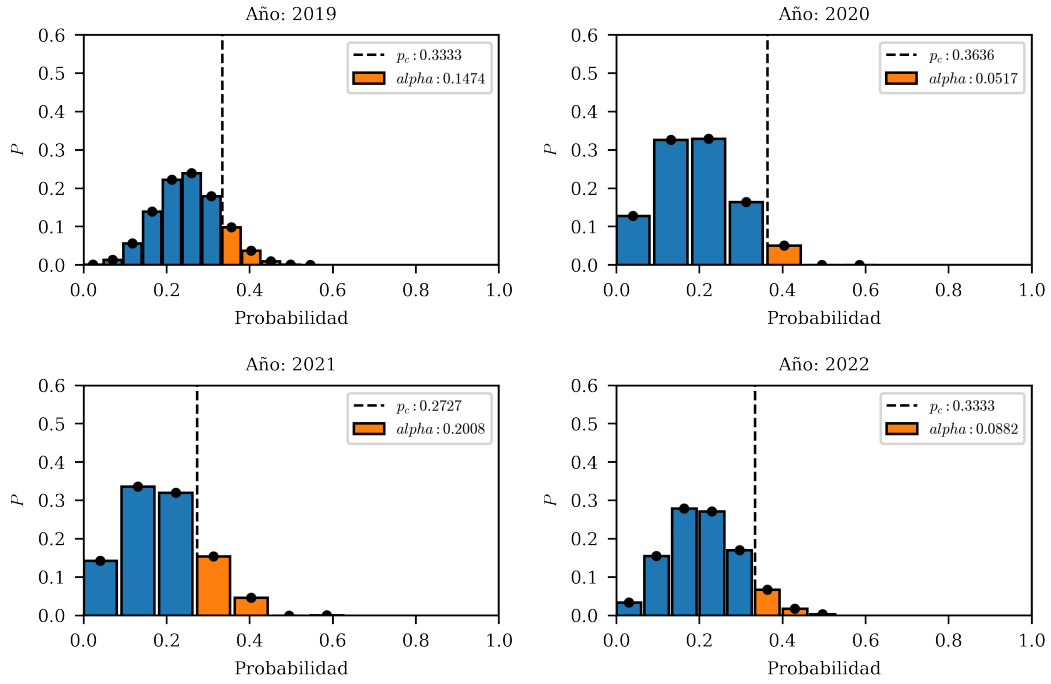 Año: 2019
0.6
0.5
0.4
0.3
0.2
0.1
0.0
P
0.0 0.2 0.4 0.6 0.8 1.0
Probabilidad
p_c : 0.3333
alpha : 0.1474
Año: 2020
0.6
0.5
0.4
0.3
0.2
0.1
0.0
P
0.0 0.2 0.4 0.6 0.8 1.0
Probabilidad
p_c : 0.3636
alpha : 0.0517
Año: 2021
0.6
0.5
0.4
0.3
0.2
0.1
0.0
P
0.0 0.2 0.4 0.6 0.8 1.0
Probabilidad
p_c : 0.2727
alpha : 0.2008
Año: 2022
0.6
0.5
0.4
0.3
0.2
0.1
0.0
P
0.0 0.2 0.4 0.6 0.8 1.0
Probabilidad
p_c : 0.3333
alpha : 0.0882